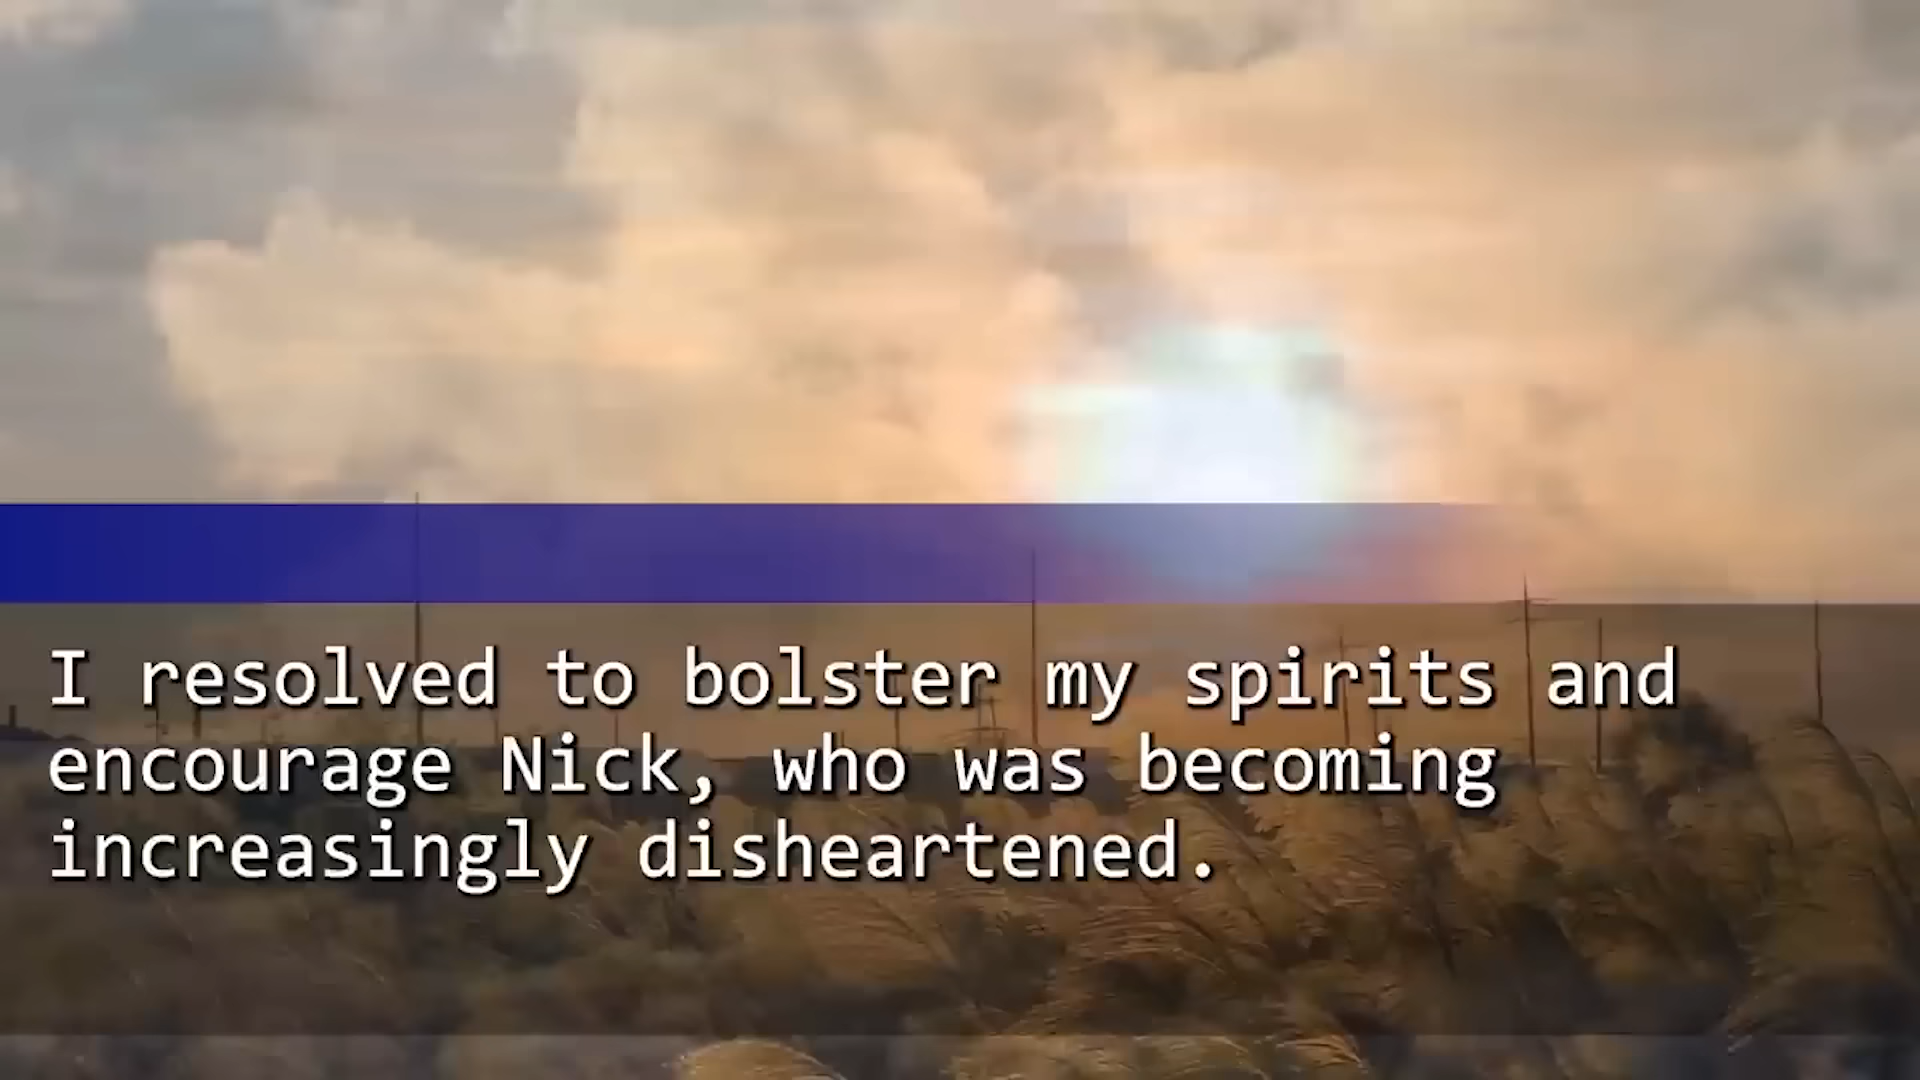 I resolved to bolster my spirits and
encourage Nick, who was becoming
increasingly disheartened.